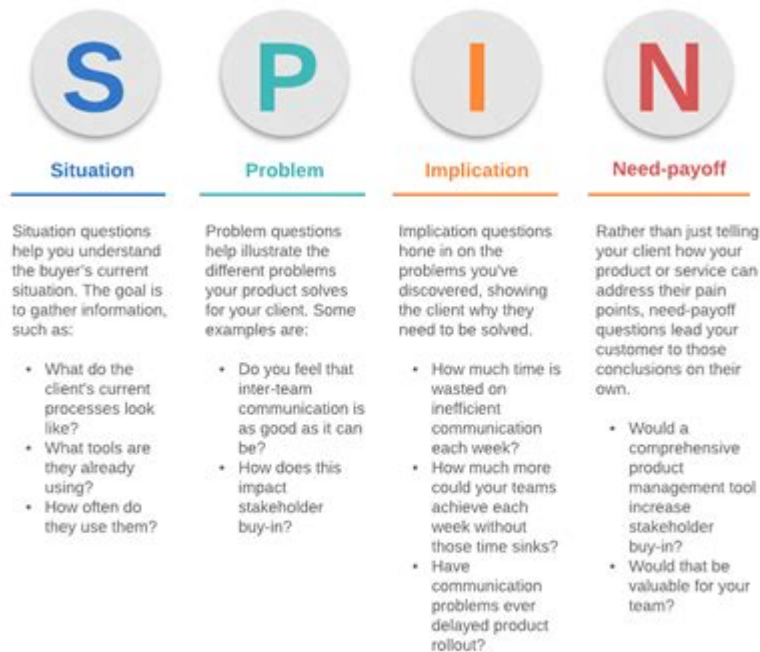 S
Situation
Situation questions
help you understand
the buyer's current
situation. The goal is
to gather information,
such as:
• What do the
client's current
processes look
like?
• What tools are
they already
using?
• How often do
they use them?
P
Problem
Problem questions
help illustrate the
different problems
your product solves
for your client. Some
examples are:
• Do you feel that
inter-team
communication is
as good as it can
be?
• How does this
impact
stakeholder
buy-in?
I
Implication
Implication questions
hone in on the
problems you've
discovered, showing
the client why they
need to be solved.
• How much time is
wasted on
inefficient
communication
each week?
• How much more
could your teams
achieve each
week without
those time sinks?
• Have
communication
problems ever
delayed product
rollout?
N
Need-payoff
Rather than just telling
your client how your
product or service can
address their pain
points, need-payoff
questions lead your
customer to those
conclusions on their
own.
• Would a
comprehensive
product
management tool
increase
stakeholder
buy-in?
• Would that be
valuable for your
team?